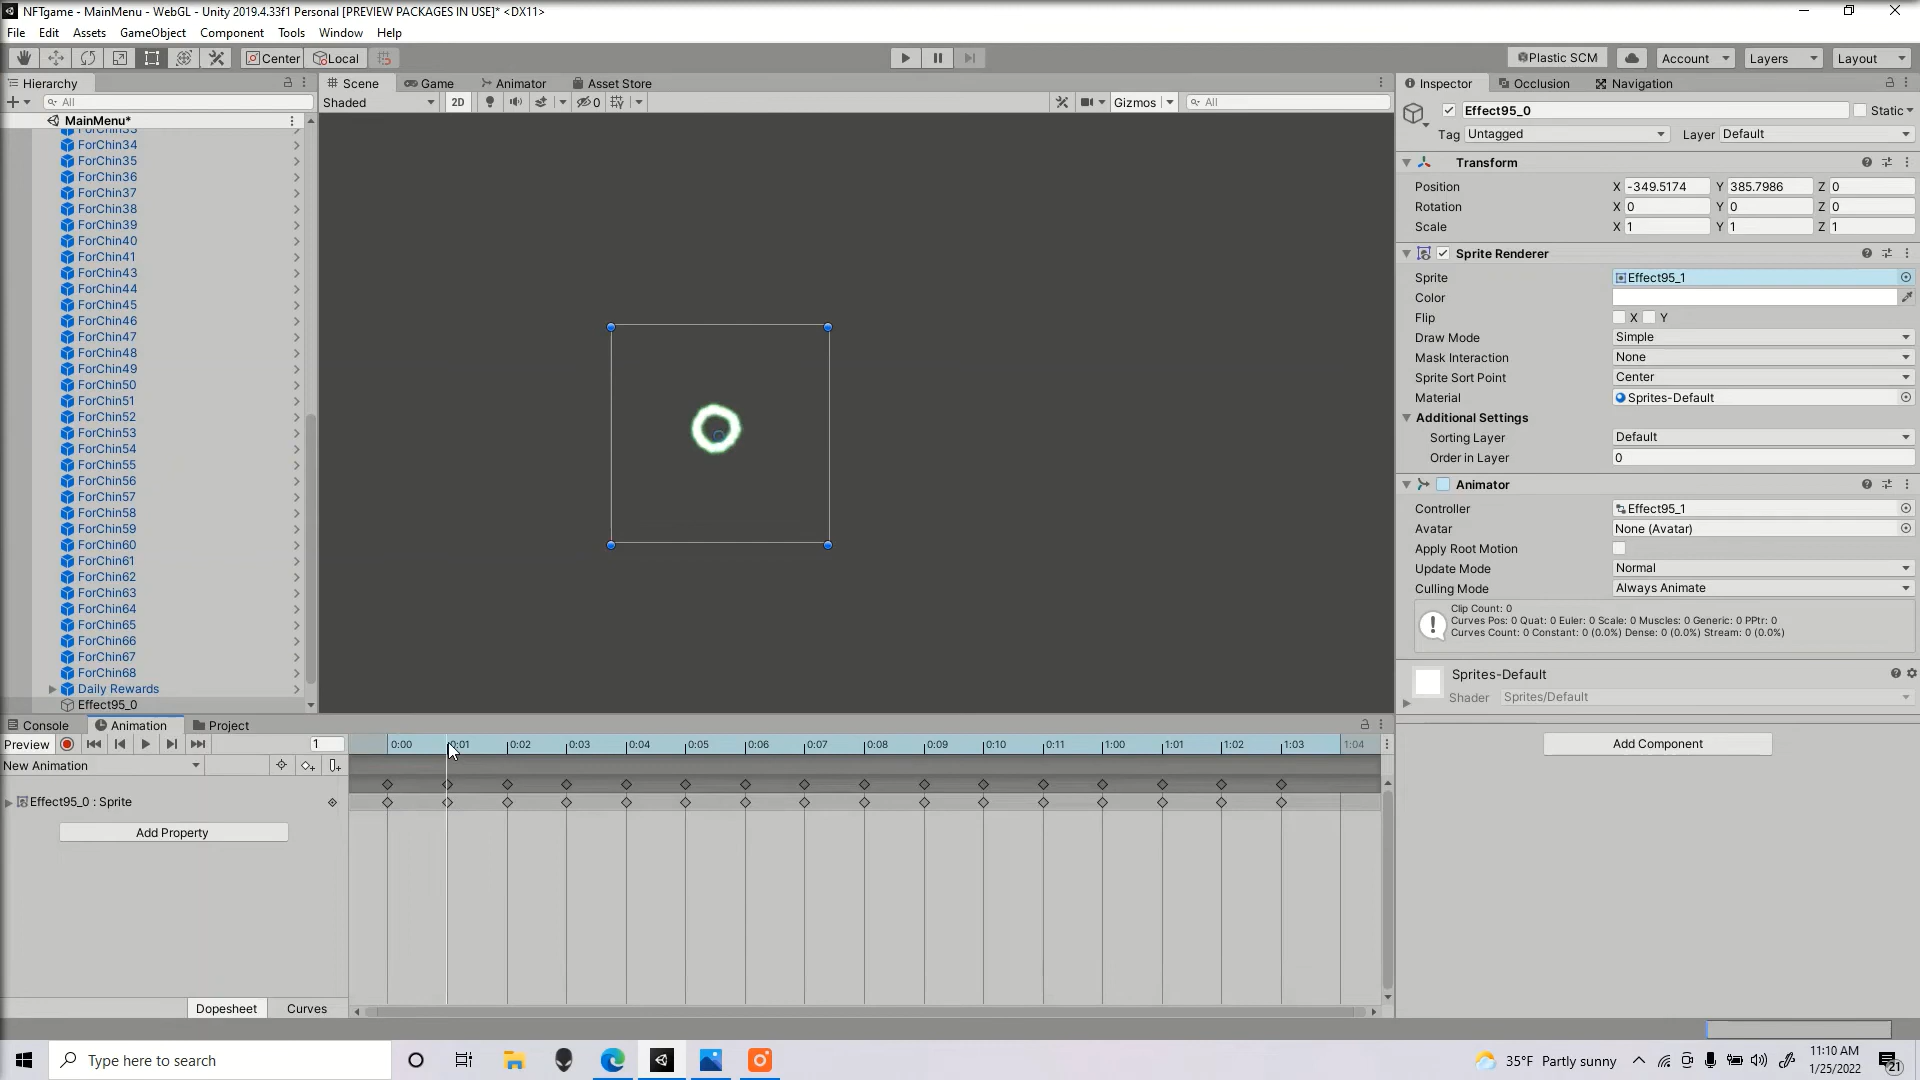 NFTgame - MainMenu - WebGL - Unity 2019.4.33f1 Personal [PREVIEW PACKAGES IN USE]* <DX11>
File Edit Assets GameObject Component Tools Jobs Window Help
Center Local Plastic SCM Account Layers Layout
Hierarchy
All
MainMenu*
ForChin33
ForChin34
ForChin35
ForChin36
ForChin37
ForChin38
ForChin39
ForChin40
ForChin41
ForChin43
ForChin44
ForChin45
ForChin46
ForChin47
ForChin48
ForChin49
ForChin50
ForChin51
ForChin52
ForChin53
ForChin54
ForChin55
ForChin56
ForChin57
ForChin58
ForChin59
ForChin60
ForChin61
ForChin62
ForChin63
ForChin64
ForChin65
ForChin66
ForChin67
ForChin68
Daily Rewards
Effect95_0
Scene Game Animator Asset Store
Shaded 2D 0 Gizmos All
Inspector Occlusion Navigation
Effect95_0 Static
Tag Untagged Layer Default
Transform
Position X -349.5174 Y 385.7986 Z 0
Rotation X 0 Y 0 Z 0
Scale X 1 Y 1 Z 1
Sprite Renderer
Sprite Effect95_1
Color
Flip X Y
Draw Mode Simple
Mask Interaction None
Sprite Sort Point Center
Material Sprites-Default
Additional Settings
Sorting Layer Default
Order in Layer 0
Animator
Controller Effect95_1
Avatar None (Avatar)
Apply Root Motion
Update Mode Normal
Culling Mode Always Animate
Clip Count: 0
Curves Pos: 0 Quat: 0 Euler: 0 Scale: 0 Muscles: 0 Generic: 0 PPtr: 0
Curves Count: 0 Constant: 0 (0.0%) Dense: 0 (0.0%) Stream: 0 (0.0%)
Sprites-Default
Shader Sprites/Default
Add Component
Console Animation Project
Preview 1 0:00 0:01 0:02 0:03 0:04 0:05 0:06 0:07 0:08 0:09 0:10 0:11 1:00 1:01 1:02 1:03 1:04
New Animation
Effect95_0 : Sprite
Add Property
Dopesheet Curves
Type here to search
35°F Partly sunny
11:10 AM
1/25/2022
21